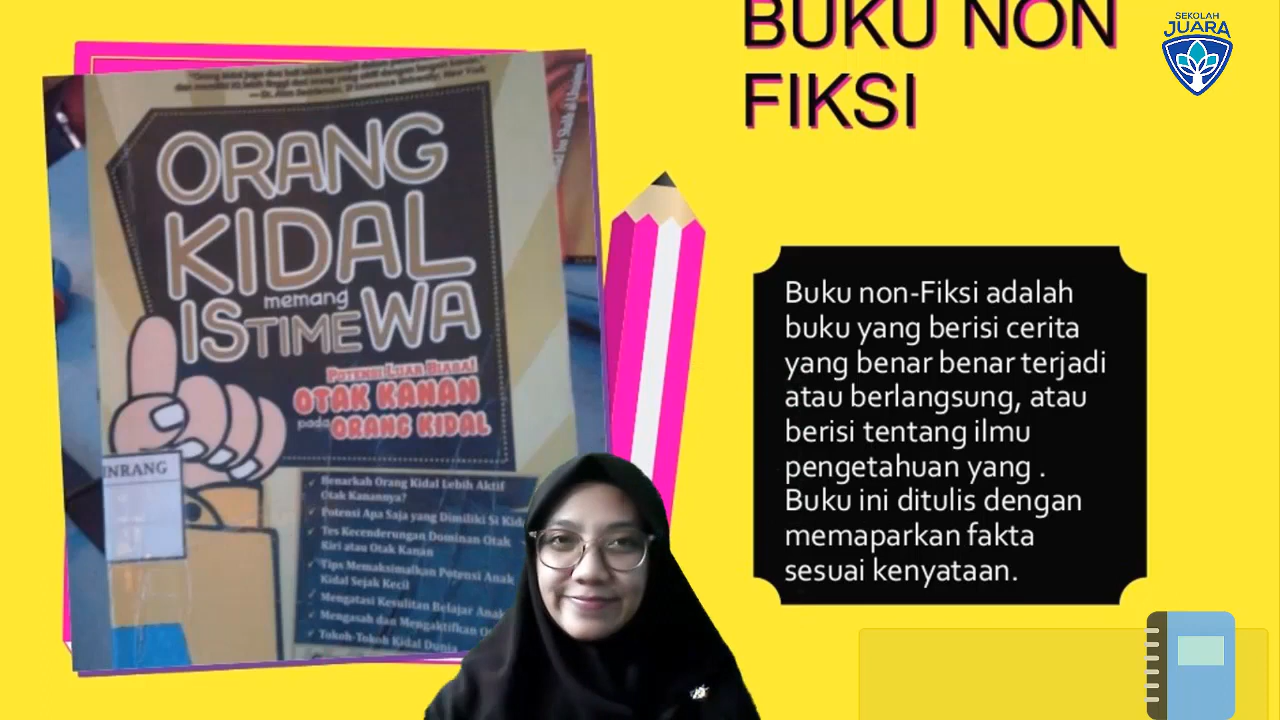 BUKU NON
FIKSI
SEKOLAH
JUARA
ORANG
KIDAL
memang
ISTIMEWA
POTENSI LUAR BIASA!
OTAK KANAN
pada ORANG KIDAL
INRANG
✓ Benarkah Orang Kidal Lebih Aktif
Otak Kanannya?
✓ Potensi Apa Saja yang Dimiliki Si Kid
✓ Tes Kecenderungan Dominan Otak
Kiri atau Otak Kanan
✓ Tips Memaksimalkan Potensi Anak
Kidal Sejak Kecil
✓ Mengatasi Kesulitan Belajar Anak
✓ Mengasah dan Mengaktifkan O
✓ Tokoh-Tokoh Kidal Dunia
Buku non-Fiksi adalah
buku yang berisi cerita
yang benar benar terjadi
atau berlangsung, atau
berisi tentang ilmu
pengetahuan yang .
Buku ini ditulis dengan
memaparkan fakta
sesuai kenyataan.